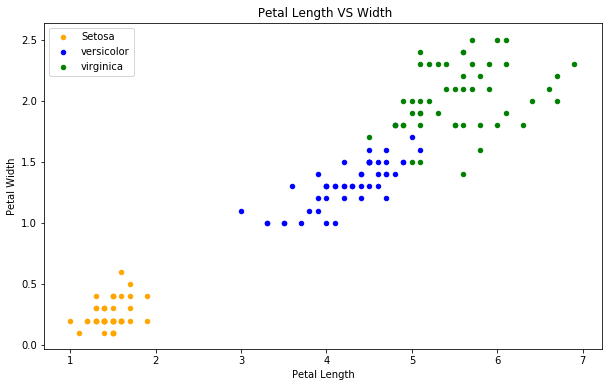 Petal Length VS Width
Setosa
versicolor
virginica
2.5
2.0
1.5
1.0
0.5
0.0
Petal Width
1
2
3
4
5
6
7
Petal Length